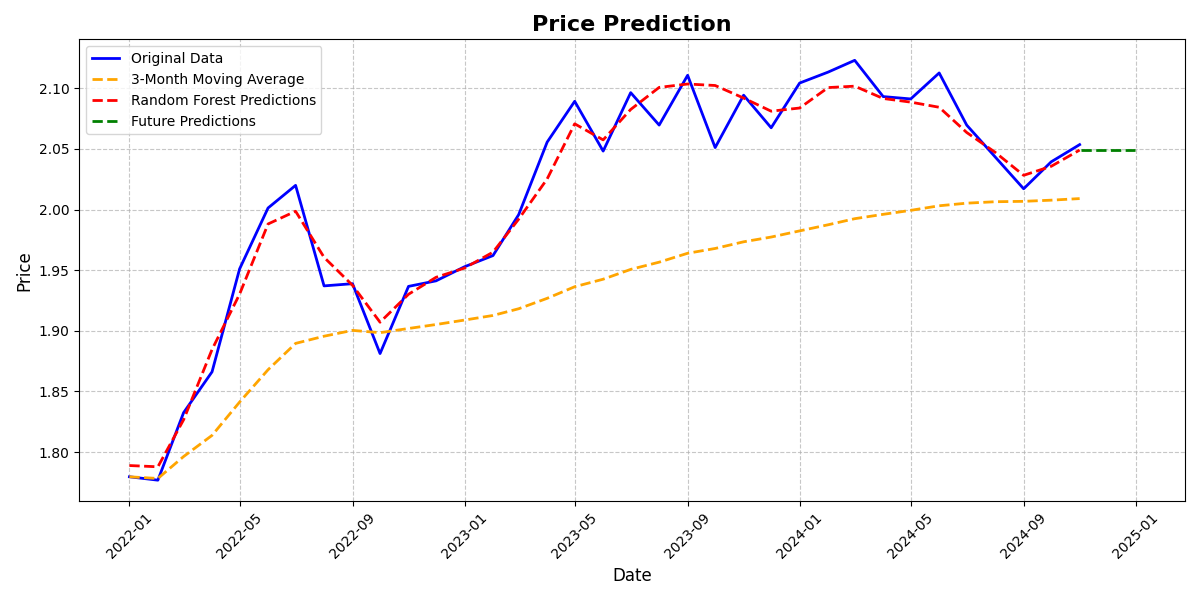 Price Prediction
Original Data
3-Month Moving Average
Random Forest Predictions
Future Predictions
Price
2.10
2.05
2.00
1.95
1.90
1.85
1.80
2022-01
2022-05
2022-09
2023-01
2023-05
2023-09
2024-01
2024-05
2024-09
2025-01
Date